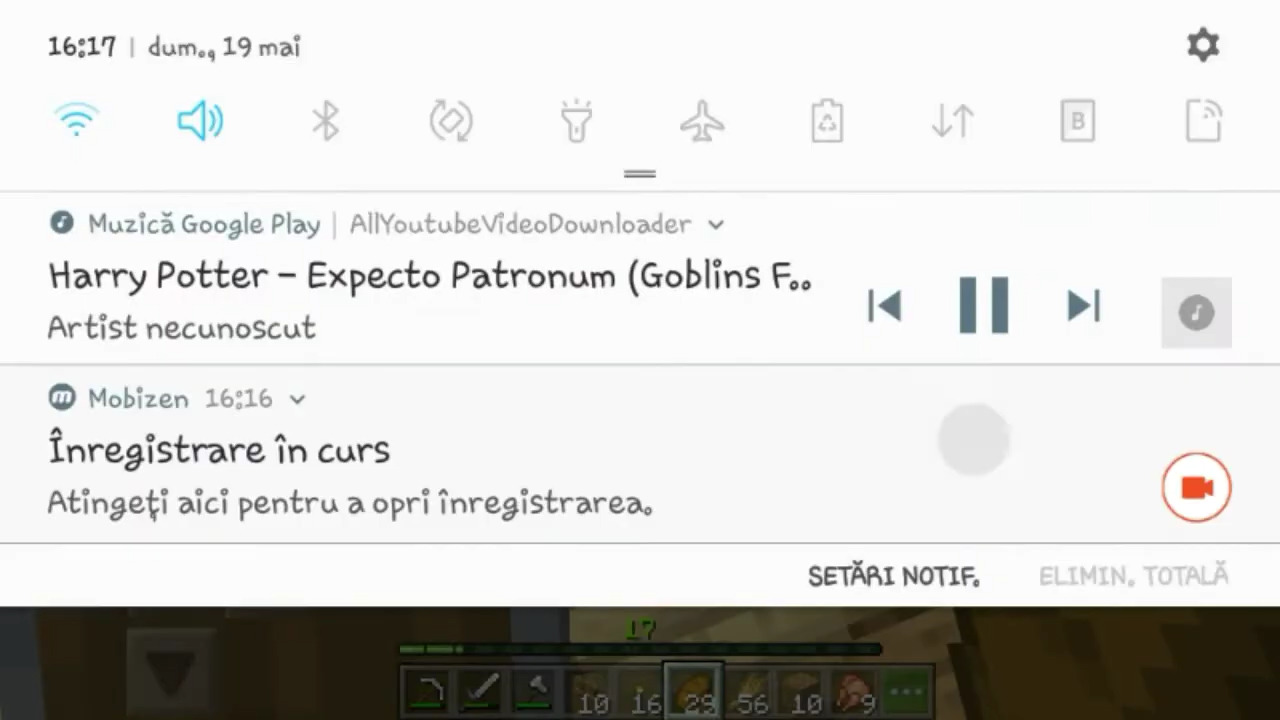 16:17 | dum., 19 mai
B
Muzică Google Play | AllYoutubeVideoDownloader
Harry Potter – Expecto Patronum (Goblins F..
Artist necunoscut
m Mobizen 16:16
Înregistrare în curs
Atingeți aici pentru a opri înregistrarea.
SETĂRI NOTIF. ELIMIN. TOTALĂ
17
10 16 29 56 10 9